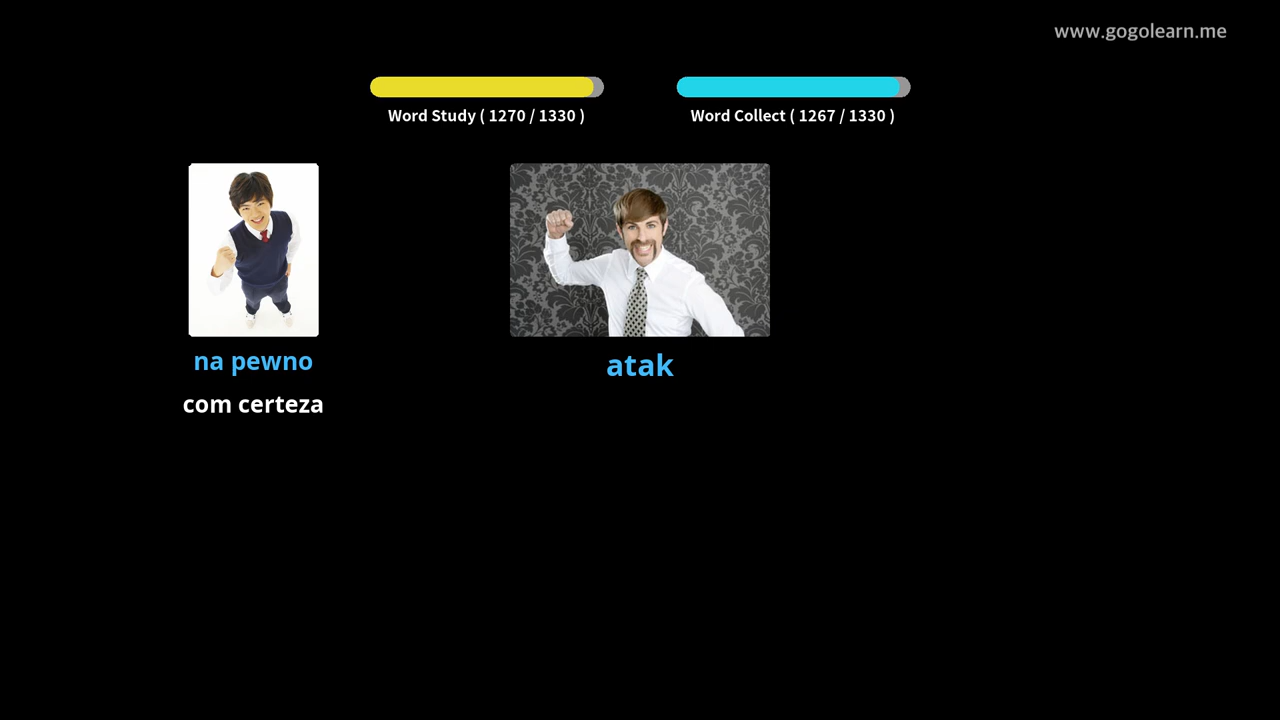 www.gogolearn.me
Word Study ( 1270 / 1330 )
Word Collect ( 1267 / 1330 )
na pewno
com certeza
atak